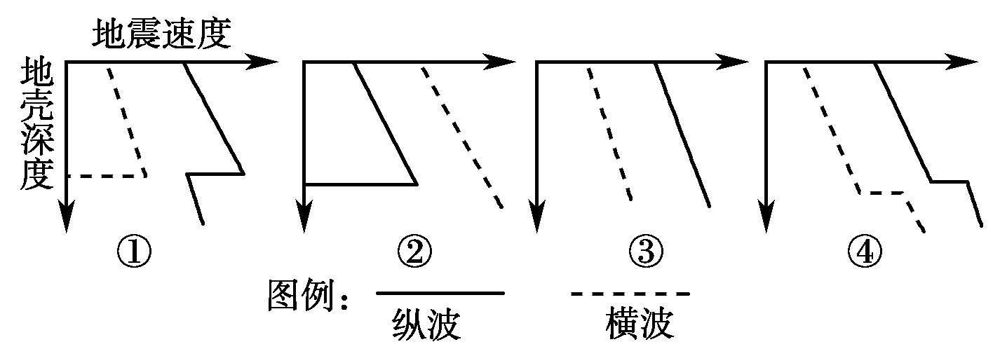 地震速度
地壳深度
① ② ③ ④
图例：
纵波 横波